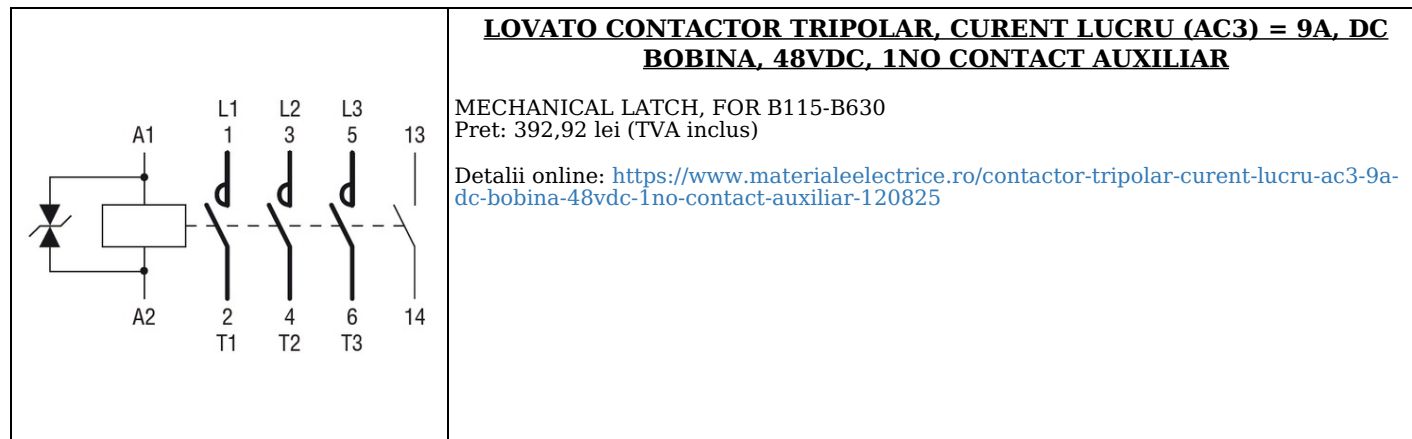 L1 L2 L3
A1 1 3 5 13
A2 2 4 6 14
T1 T2 T3
LOVATO CONTACTOR TRIPOLAR, CURENT LUCRU (AC3) = 9A, DC
BOBINA, 48VDC, 1NO CONTACT AUXILIAR
MECHANICAL LATCH, FOR B115-B630
Pret: 392,92 lei (TVA inclus)
Detalii online: https://www.materialeelectrice.ro/contactor-tripolar-curent-lucru-ac3-9a-
dc-bobina-48vdc-1no-contact-auxiliar-120825